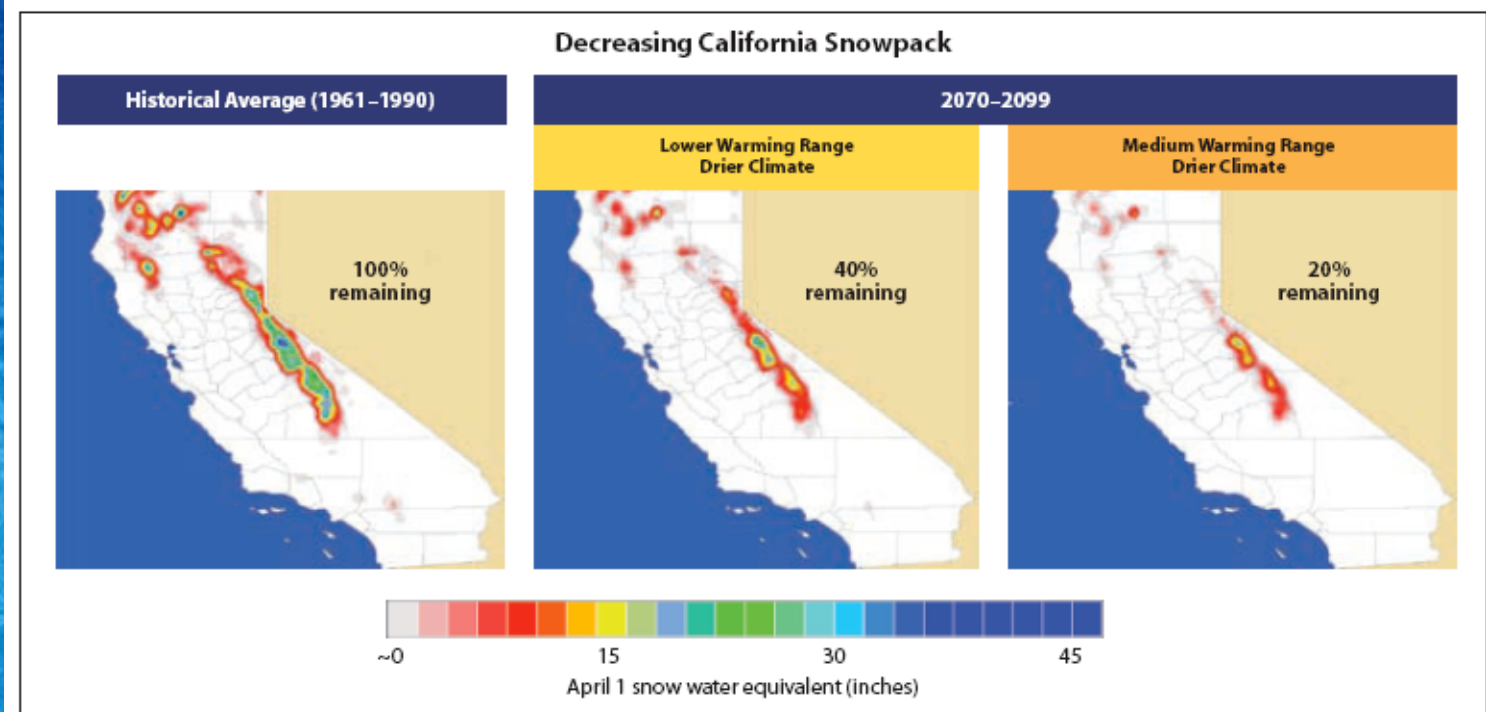 Decreasing California Snowpack
Historical Average (1961–1990)
2070–2099
Lower Warming Range
Drier Climate
Medium Warming Range
Drier Climate
100%
remaining
40%
remaining
20%
remaining
~0 15 30 45
April 1 snow water equivalent (inches)